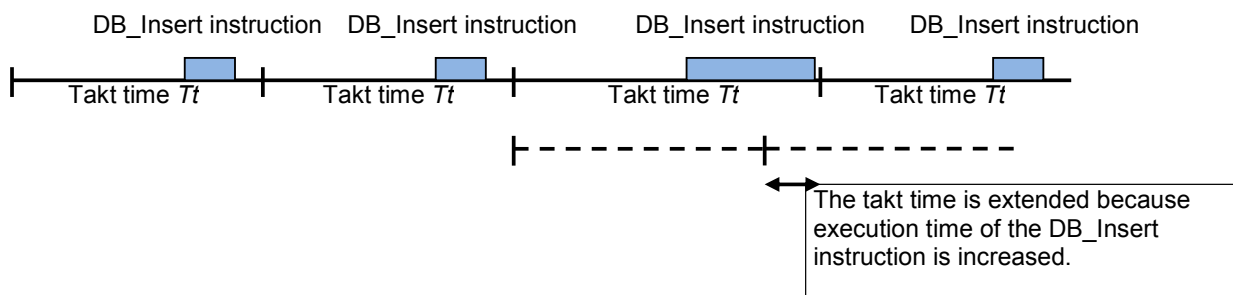 DB_Insert instruction DB_Insert instruction DB_Insert instruction DB_Insert instruction
Takt time Tt Takt time Tt Takt time Tt Takt time Tt
The takt time is extended because
execution time of the DB_Insert
instruction is increased.